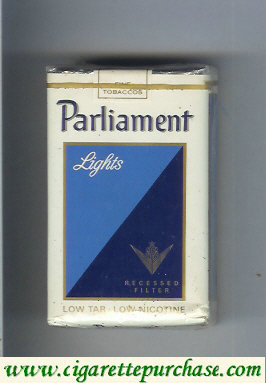 FINE
TOBACCOS
Parliament
Lights
RECESSED
FILTER
LOW TAR · LOW NICOTINE
www.cigarettepurchase.com